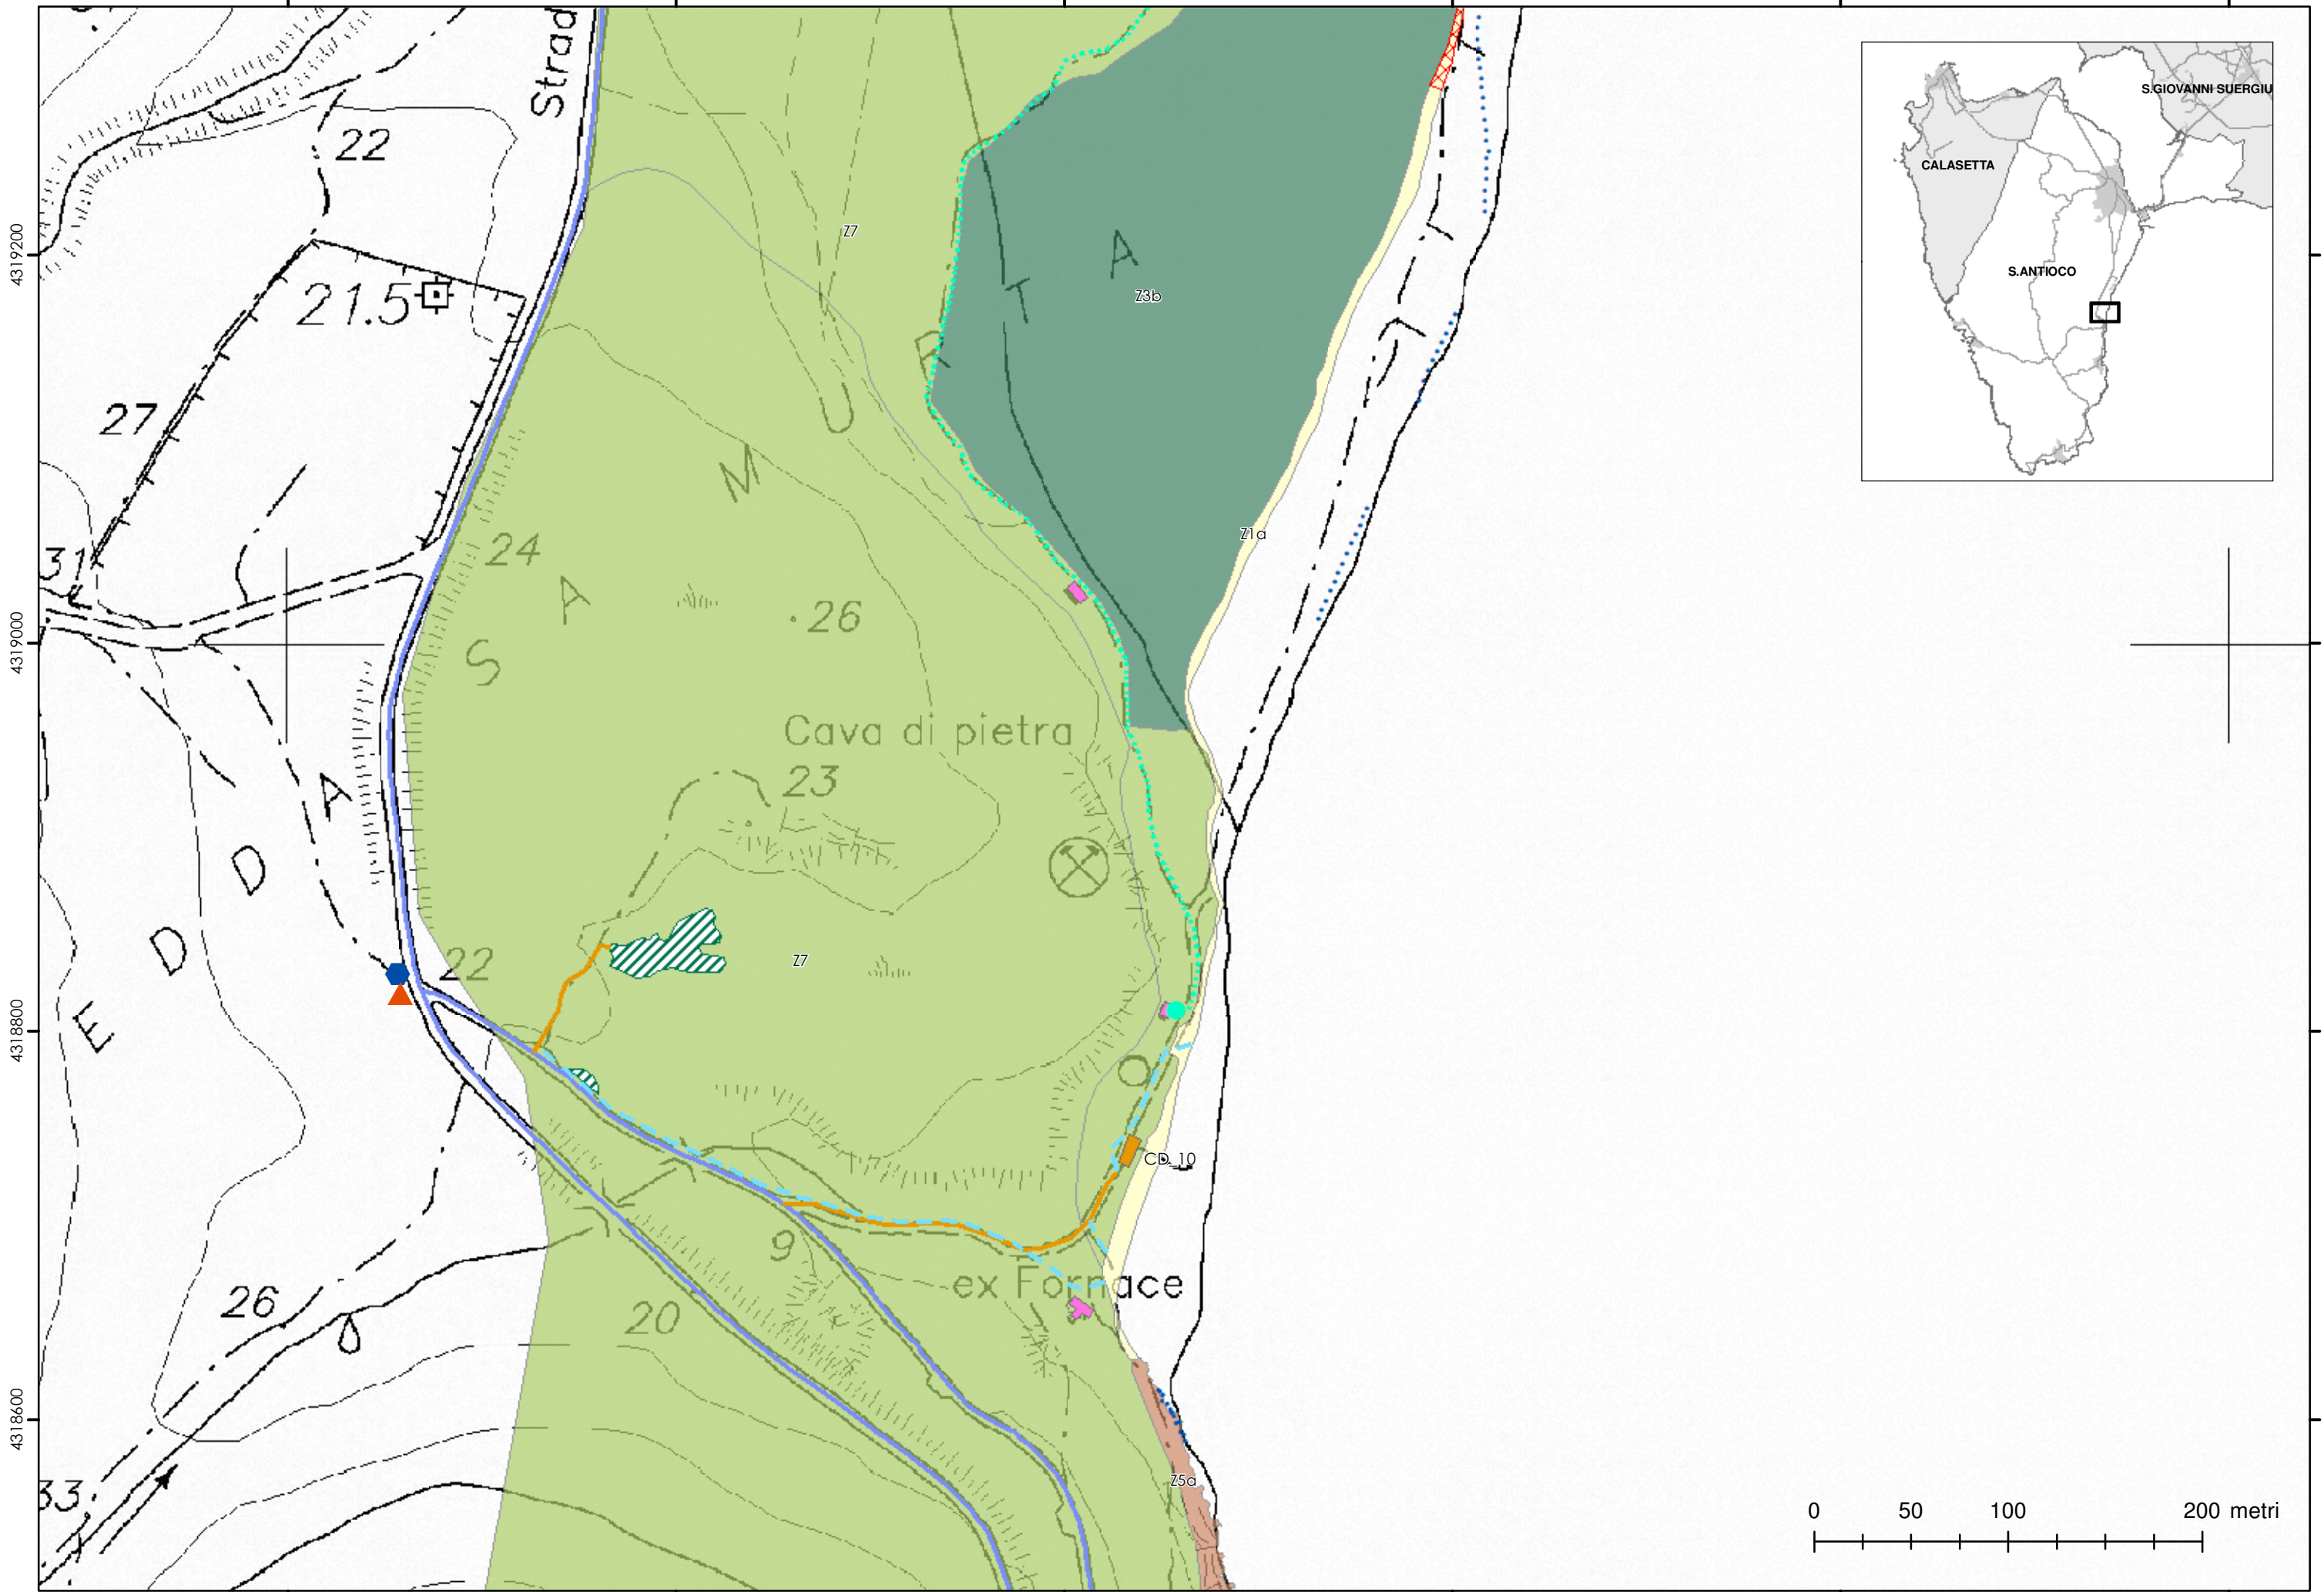 Strad
22
S.GIOVANNI SUERGIU
CALASETTA
S.ANTIOCO
4319200
Z7
A
Z3b
T
21.5
R
27
U
M
Z1a
24
31
A
26
S
4319000
Cava di pietra
23
A
D
22
D
Z7
E
4318800
O
CD_10
9
ex Fornace
26
20
4318600
Z5a
33
0 50 100 200 metri